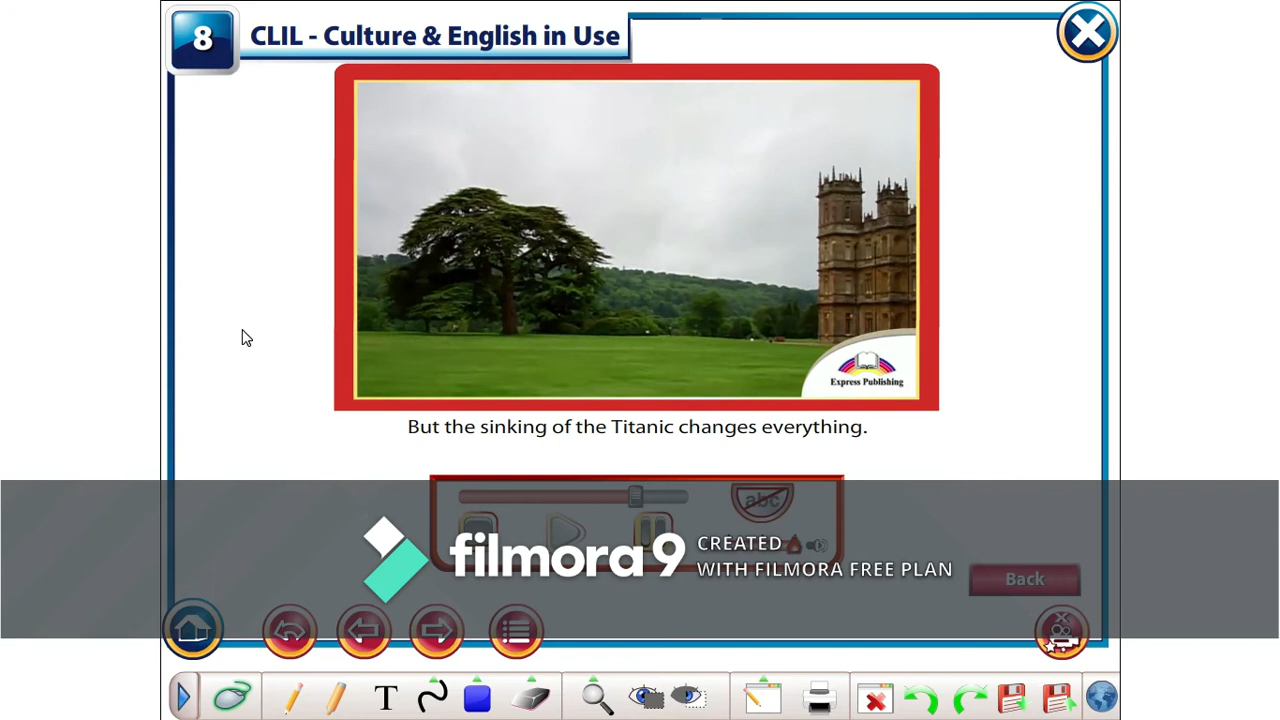 8
CLIL - Culture & English in Use
Express Publishing
But the sinking of the Titanic changes everything.
abc
filmora9
CREATED
WITH FILMORA FREE PLAN
Back
T